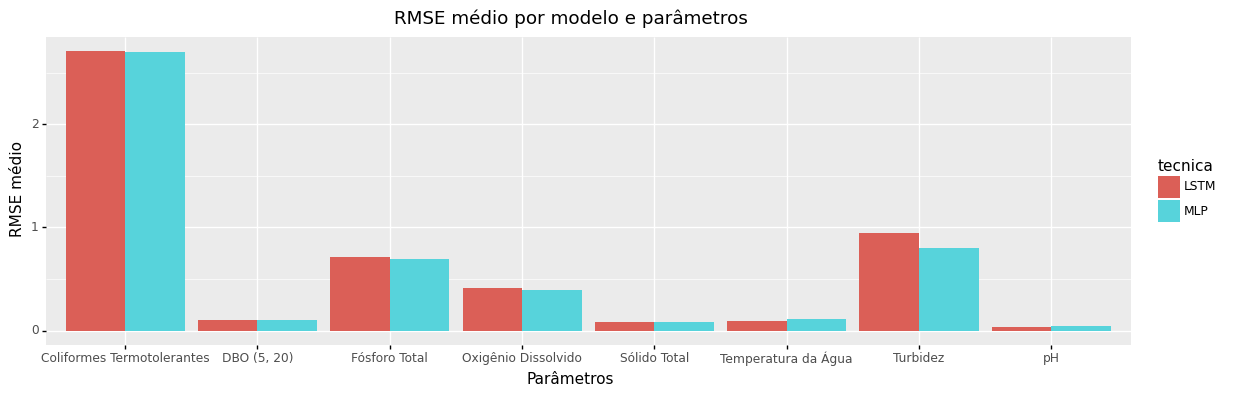 RMSE médio por modelo e parâmetros
RMSE médio
2
1
0
Coliformes Termotolerantes
DBO (5, 20)
Fósforo Total
Oxigênio Dissolvido
Sólido Total
Temperatura da Água
Turbidez
pH
Parâmetros
tecnica
LSTM
MLP